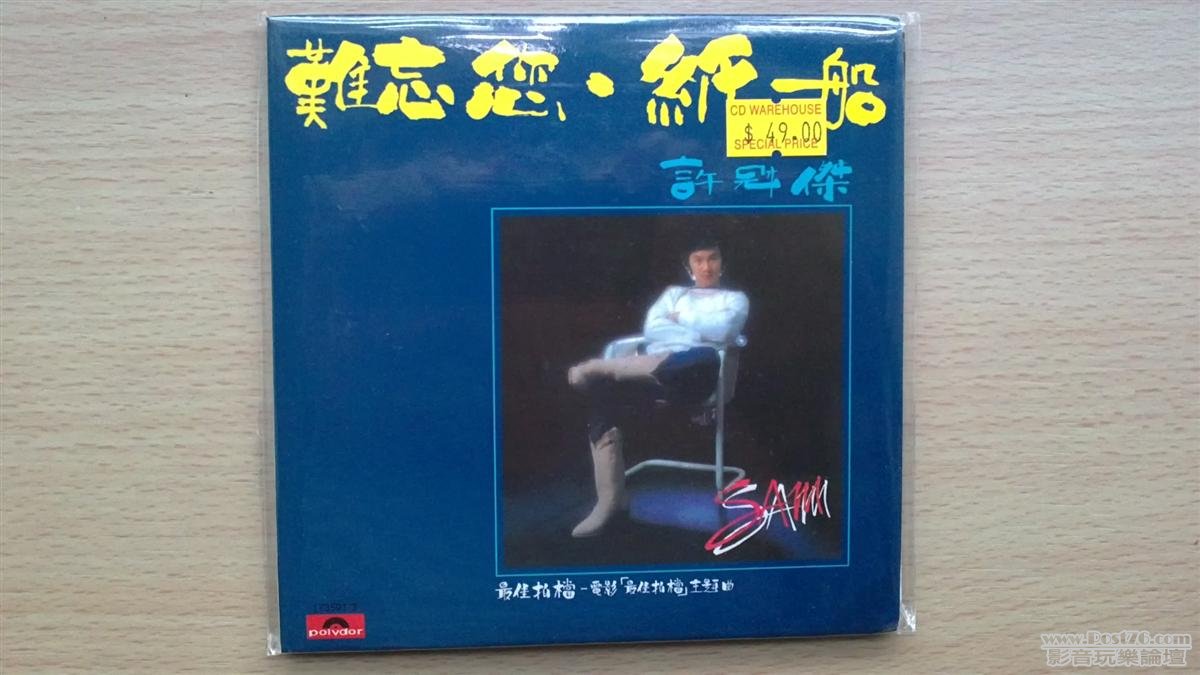 難忘您、紙船
CD WAREHOUSE
$ 49.00
SPECIAL PRICE
許冠傑
SAM
最佳拍檔－電影「最佳拍檔」主題曲
polydor
www.Post76.com
影音玩樂論壇